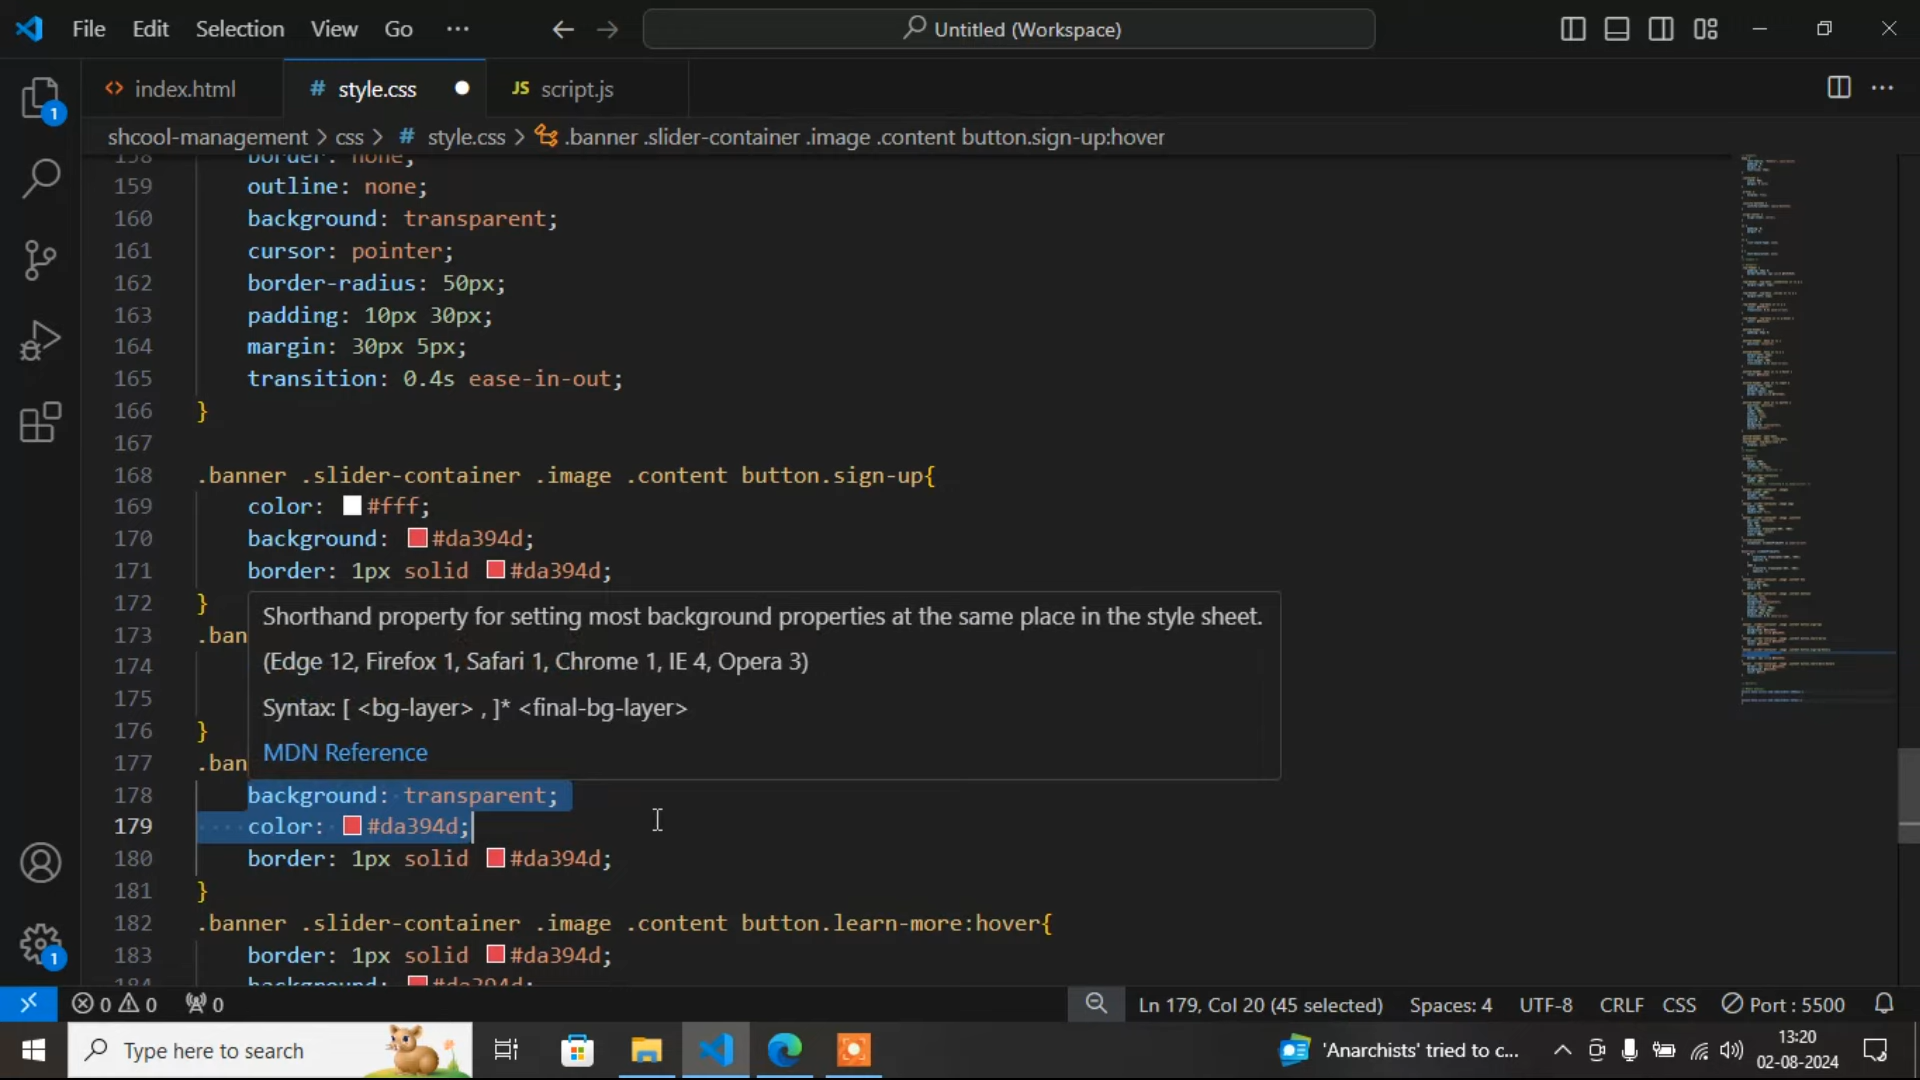 File Edit Selection View Go ··· Untitled (Workspace)
<> index.html # style.css JS script.js
shcool-management > css > # style.css > .banner .slider-container .image .content button.sign-up:hover
158 border: none;
159 outline: none;
160 background: transparent;
161 cursor: pointer;
162 border-radius: 50px;
163 padding: 10px 30px;
164 margin: 30px 5px;
165 transition: 0.4s ease-in-out;
166 }
167
168 .banner .slider-container .image .content button.sign-up{
169 color: #fff;
170 background: #da394d;
171 border: 1px solid #da394d;
172 }
173 .ban
174
175
176 }
177 .ban
Shorthand property for setting most background properties at the same place in the style sheet.
(Edge 12, Firefox 1, Safari 1, Chrome 1, IE 4, Opera 3)
Syntax: [ <bg-layer> , ]* <final-bg-layer>
MDN Reference
178 background: transparent;
179 color: #da394d;
180 border: 1px solid #da394d;
181 }
182 .banner .slider-container .image .content button.learn-more:hover{
183 border: 1px solid #da394d;
184 background: #da394d;
1
1
0 0 0 Ln 179, Col 20 (45 selected) Spaces: 4 UTF-8 CRLF CSS Port : 5500
Type here to search 'Anarchists' tried to c... 13:20
02-08-2024